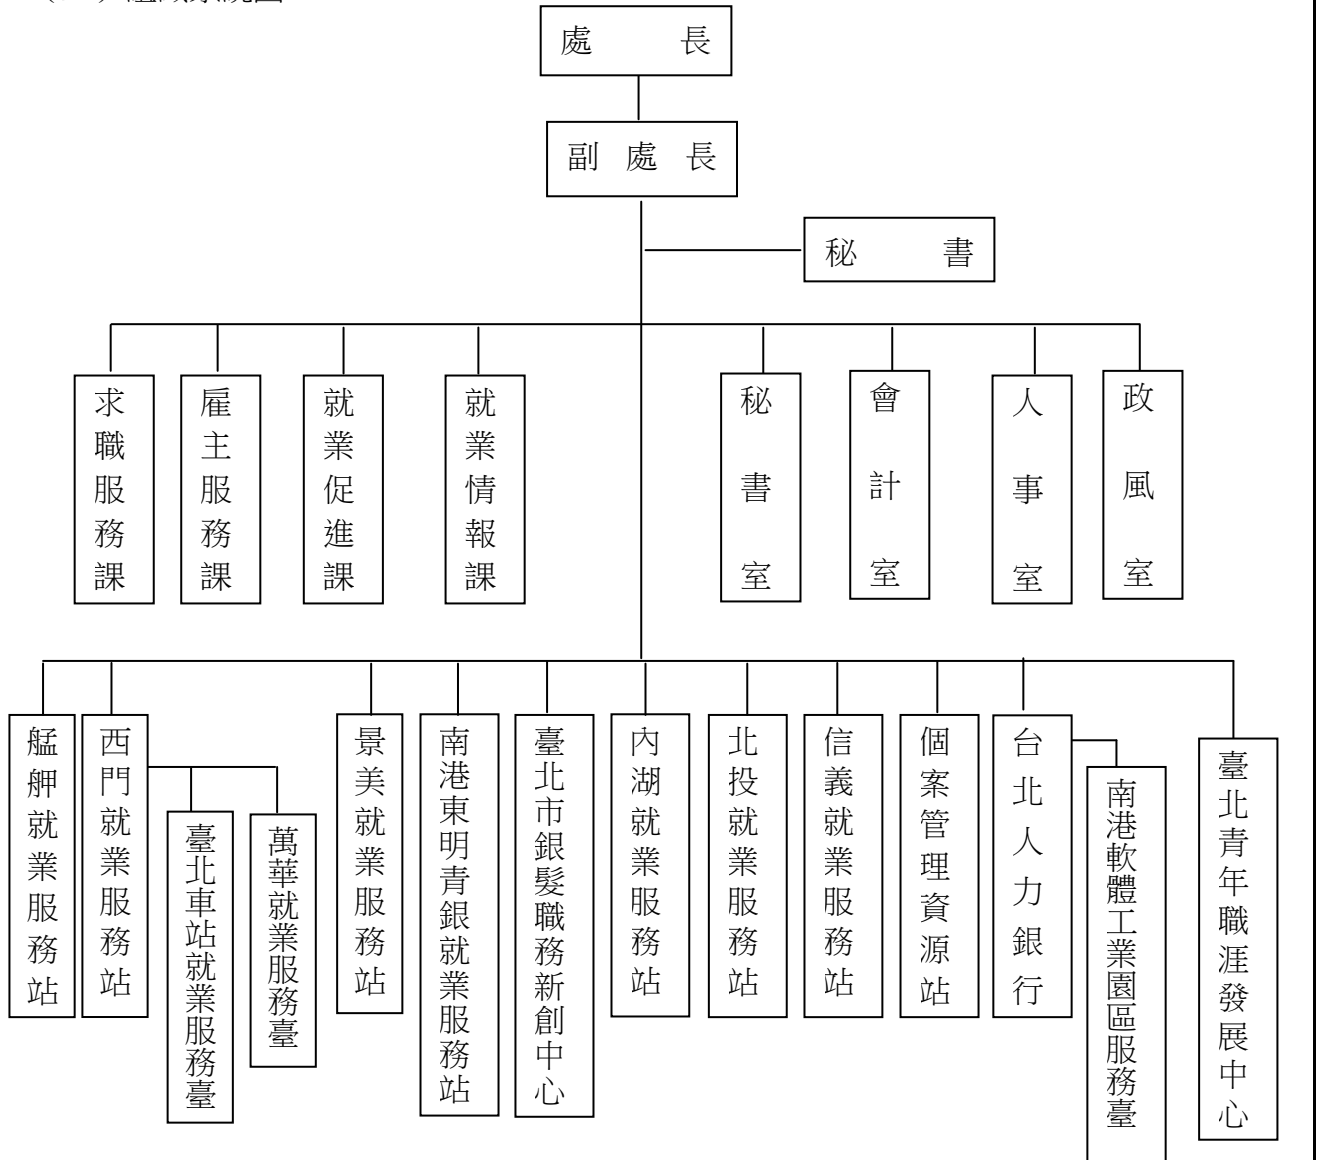 組織系統圖
處長
副處長
秘書
求職服務課
雇主服務課
就業促進課
就業情報課
秘書室
會計室
人事室
政風室
艋舺就業服務站
西門就業服務站
臺北車站就業服務臺
萬華就業服務臺
景美就業服務站
南港東明青銀就業服務站
臺北市銀髮職務新創中心
內湖就業服務站
北投就業服務站
信義就業服務站
個案管理資源站
台北人力銀行
南港軟體工業園區服務臺
臺北青年職涯發展中心